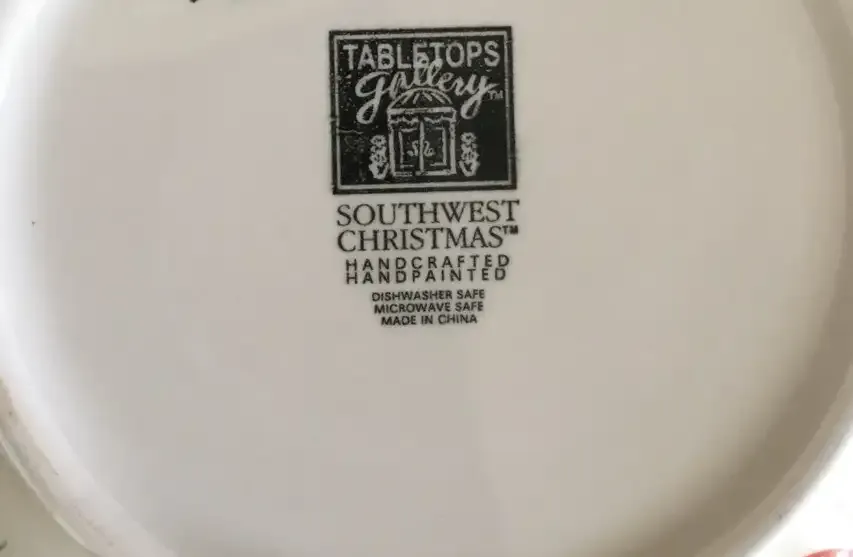 TABLETOPS
gallery™
SOUTHWEST
CHRISTMAS™
HANDCRAFTED
HANDPAINTED
DISHWASHER SAFE
MICROWAVE SAFE
MADE IN CHINA